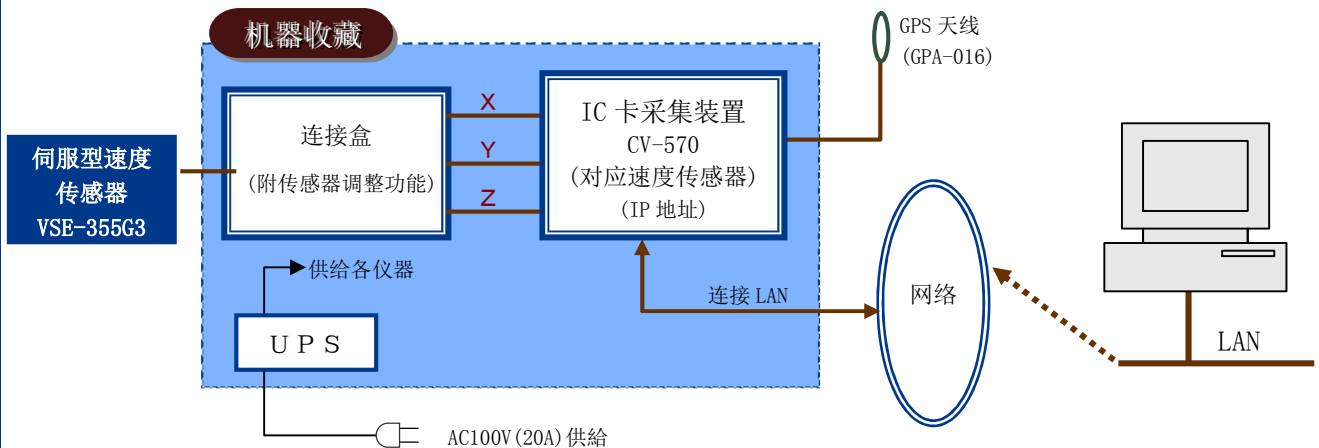 机器收藏
GPS 天线
(GPA-016)
伺服型速度
传感器
VSE-355G3
连接盒
(附传感器调整功能)
X
Y
Z
IC 卡采集装置
CV-570
(对应速度传感器)
(IP 地址)
供给各仪器
UPS
连接 LAN
网络
LAN
AC100V(20A)供給